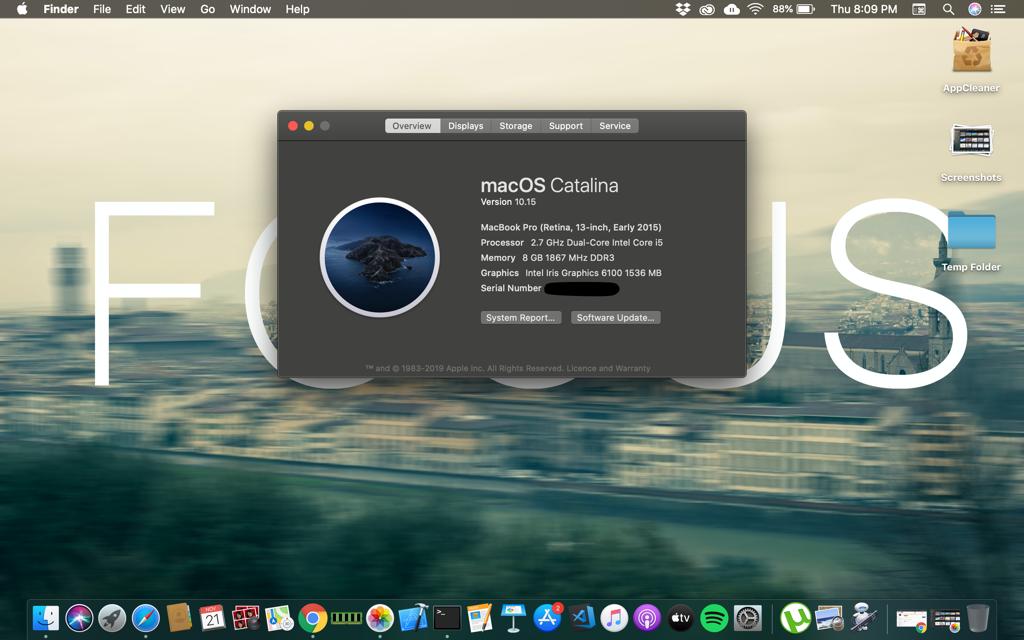 Finder File Edit View Go Window Help 88% Thu 8:09 PM
AppCleaner
Screenshots
Temp Folder
Overview Displays Storage Support Service
macOS Catalina
Version 10.15
MacBook Pro (Retina, 13-inch, Early 2015)
Processor 2.7 GHz Dual-Core Intel Core i5
Memory 8 GB 1867 MHz DDR3
Graphics Intel Iris Graphics 6100 1536 MB
Serial Number
System Report... Software Update...
™ and © 1983-2019 Apple Inc. All Rights Reserved. Licence and Warranty
NOV
21
2
tv